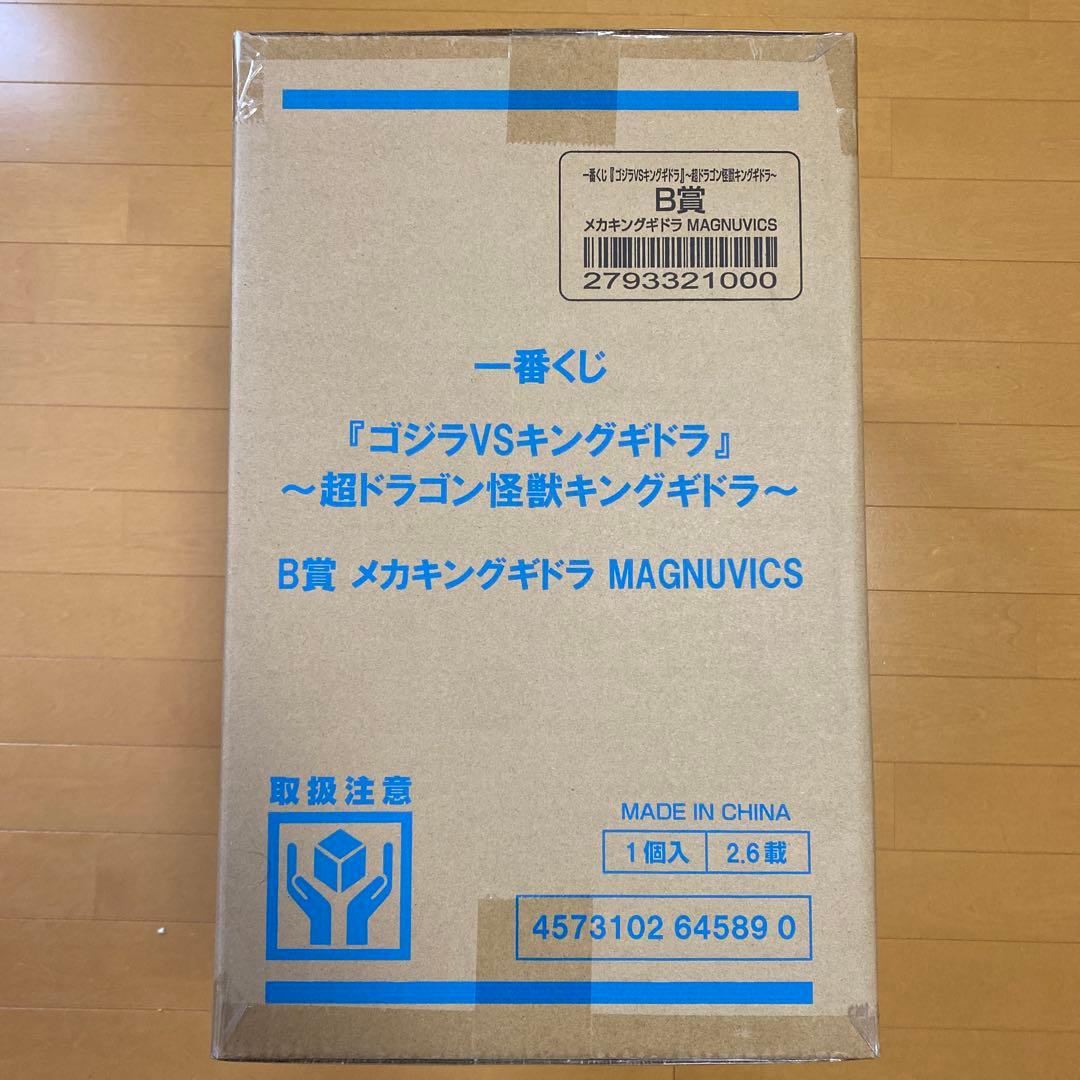 一番くじ『ゴジラVSキングギドラ』~超ドラゴン怪獣キングギドラ~
B賞
メカキングギドラ MAGNUVICS
2793321000
一番くじ
『ゴジラVSキングギドラ』
~超ドラゴン怪獣キングギドラ~
B賞 メカキングギドラ MAGNUVICS
取扱注意
MADE IN CHINA
1個入 2.6載
4573102 64589 0